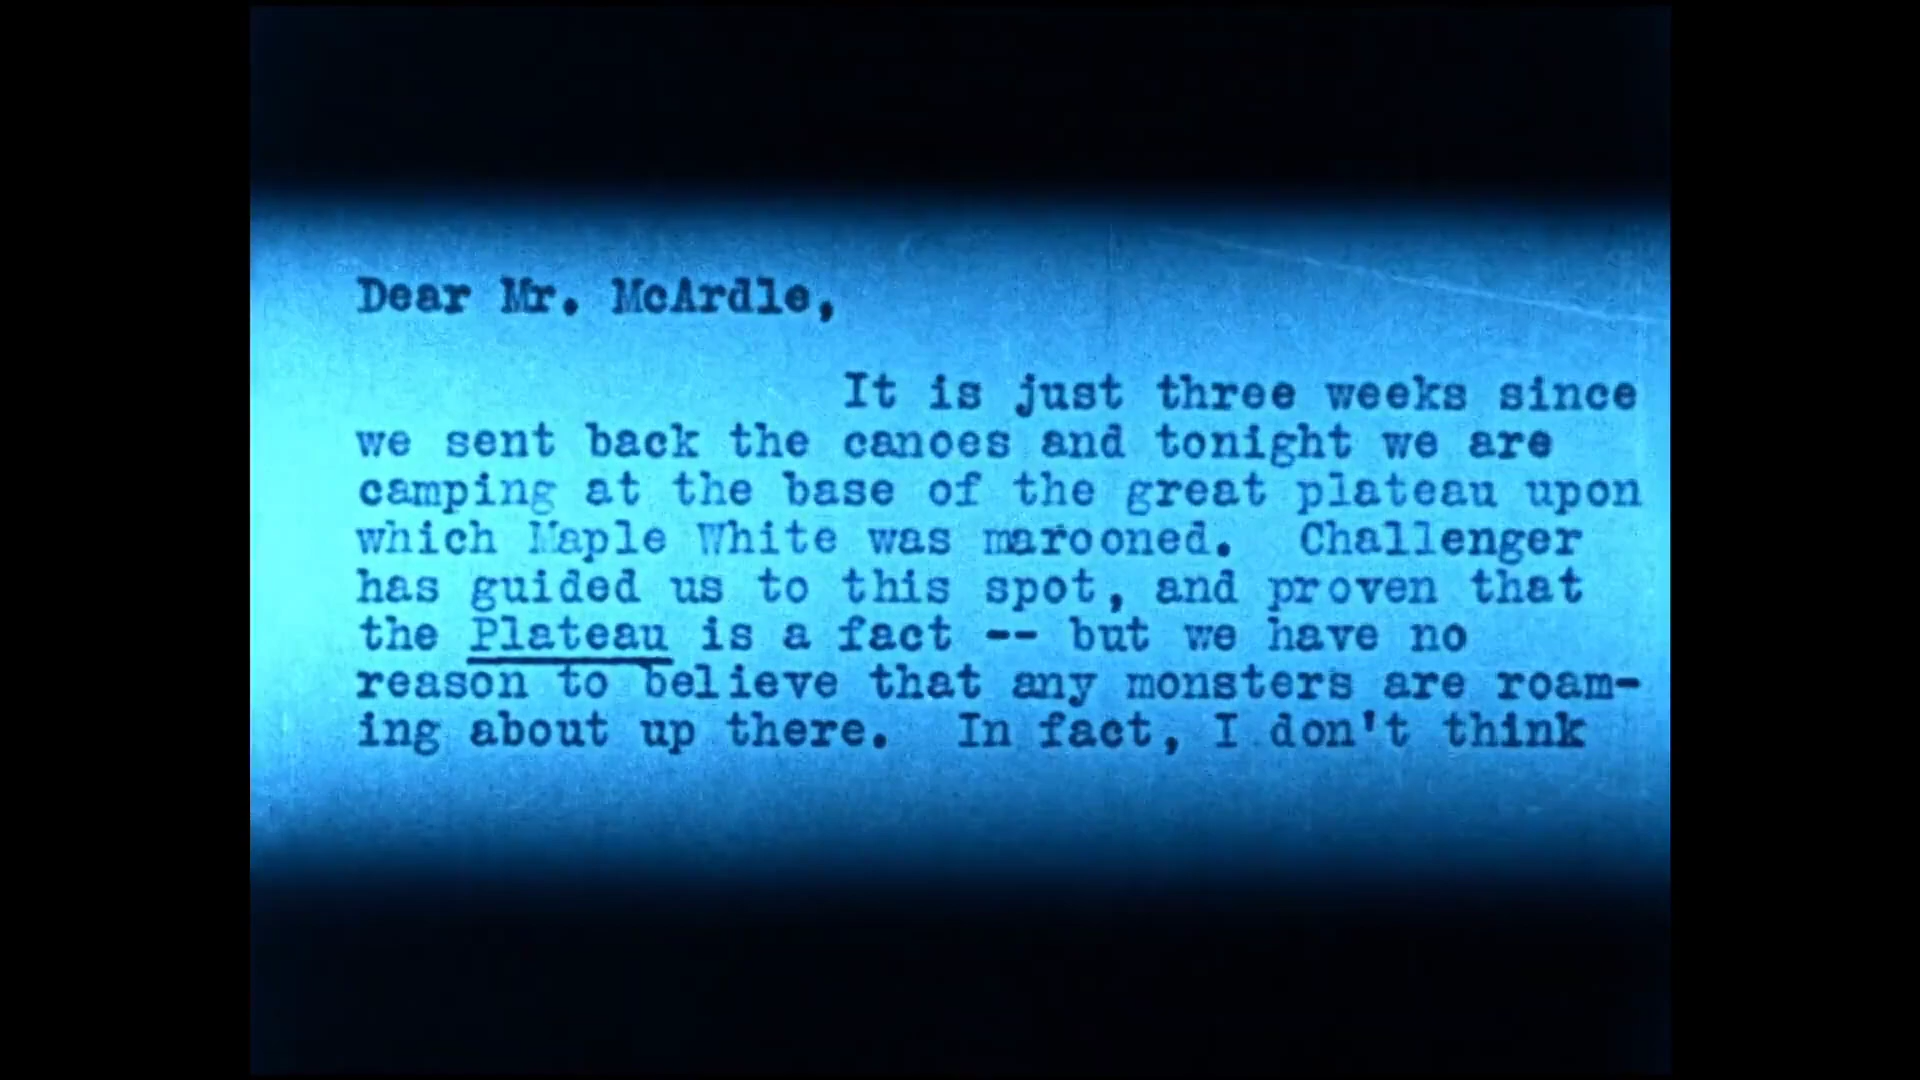 Dear Mr. McArdle,
It is just three weeks since
we sent back the canoes and tonight we are
camping at the base of the great plateau upon
which Maple White was marooned.  Challenger
has guided us to this spot, and proven that
the Plateau is a fact -- but we have no
reason to believe that any monsters are roam-
ing about up there.  In fact, I don't think